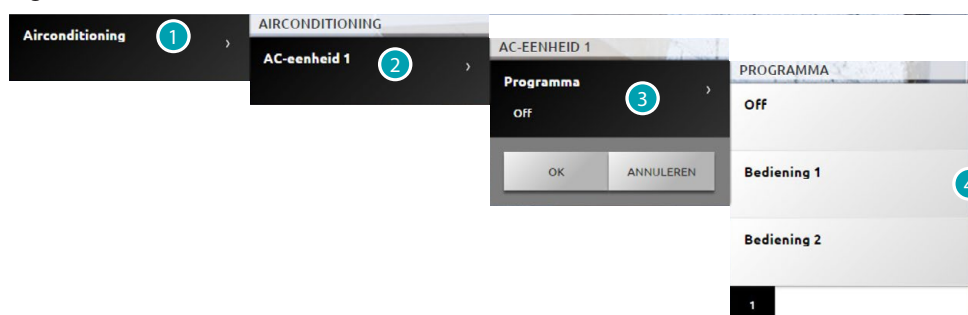 Airconditioning
1
›
AIRCONDITIONING
AC-eenheid 1
2
›
AC-EENHEID 1
Programma
Off
3
›
OK
ANNULEREN
PROGRAMMA
Off
Bediening 1
4
Bediening 2
1